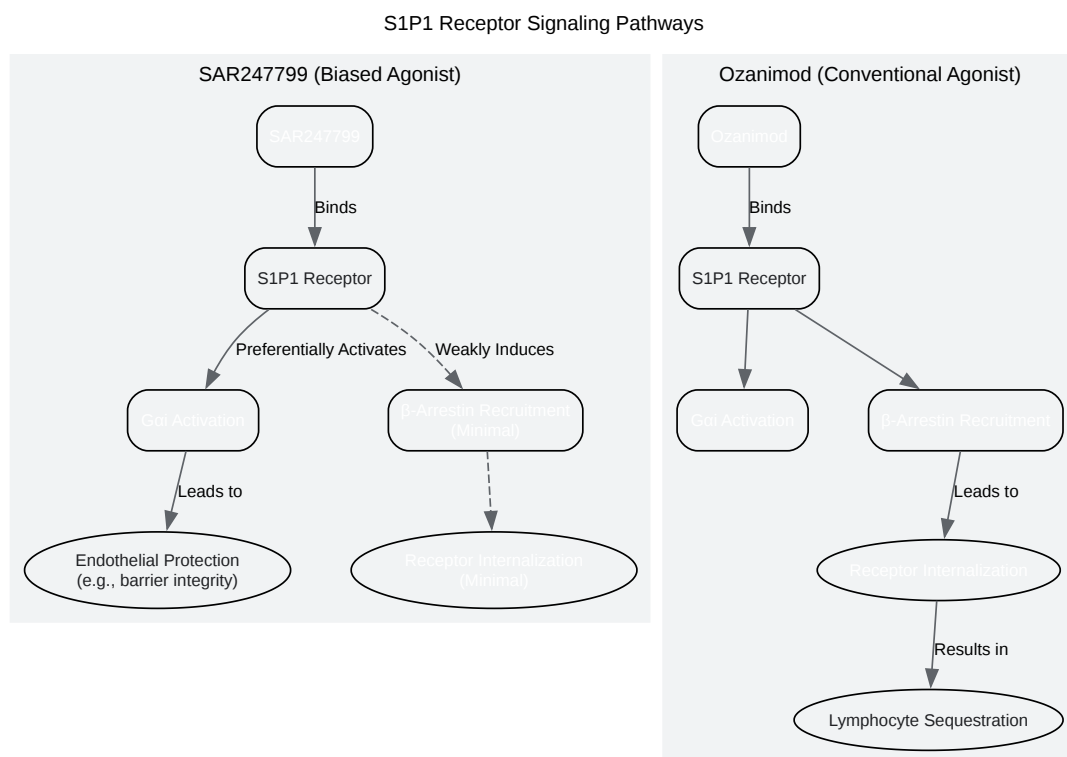 S1P1 Receptor Signaling Pathways
SAR247799 (Biased Agonist)
SAR247799
Binds
S1P1 Receptor
Preferentially Activates
Weakly Induces
Gαi Activation
β-Arrestin Recruitment
(Minimal)
Leads to
Endothelial Protection
(e.g., barrier integrity)
Receptor Internalization
(Minimal)
Ozanimod (Conventional Agonist)
Ozanimod
Binds
S1P1 Receptor
Gαi Activation
β-Arrestin Recruitment
Leads to
Receptor Internalization
Results in
Lymphocyte Sequestration